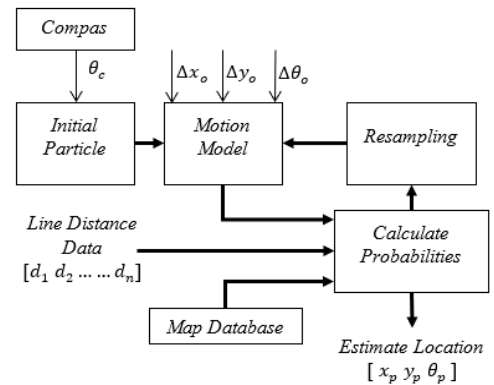 Compas
θc
Δxo Δyo Δθo
Initial
Particle
Motion
Model
Resampling
Line Distance
Data
[d1 d2 ... ... dn]
Calculate
Probabilities
Map Database
Estimate Location
[ xp yp θp ]